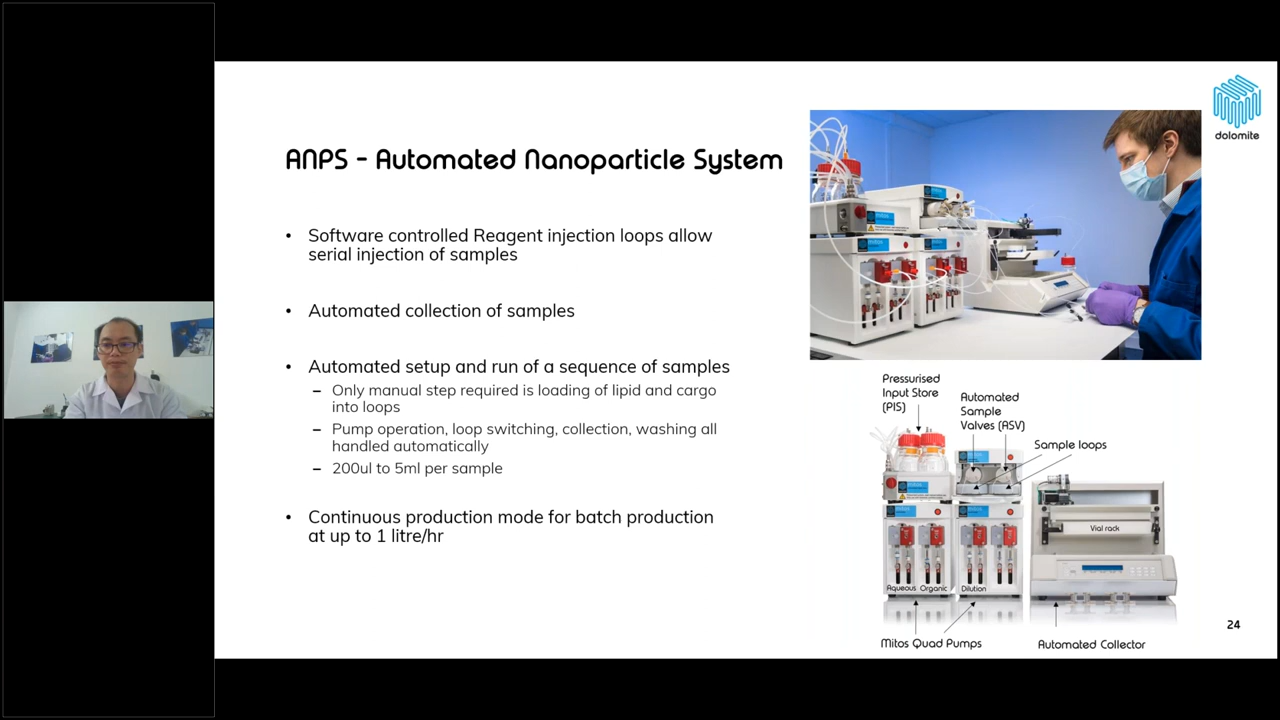 dolomite
ANPS - Automated Nanoparticle System
• Software controlled Reagent injection loops allow
serial injection of samples
• Automated collection of samples
• Automated setup and run of a sequence of samples
– Only manual step required is loading of lipid and cargo
into loops
– Pump operation, loop switching, collection, washing all
handled automatically
– 200ul to 5ml per sample
• Continuous production mode for batch production
at up to 1 litre/hr
Pressurised
Input Store
(PIS)
Automated
Sample
Valves (ASV)
Sample loops
Vial rack
Aqueous Organic
Dilution
Mitos Quad Pumps
Automated Collector
24